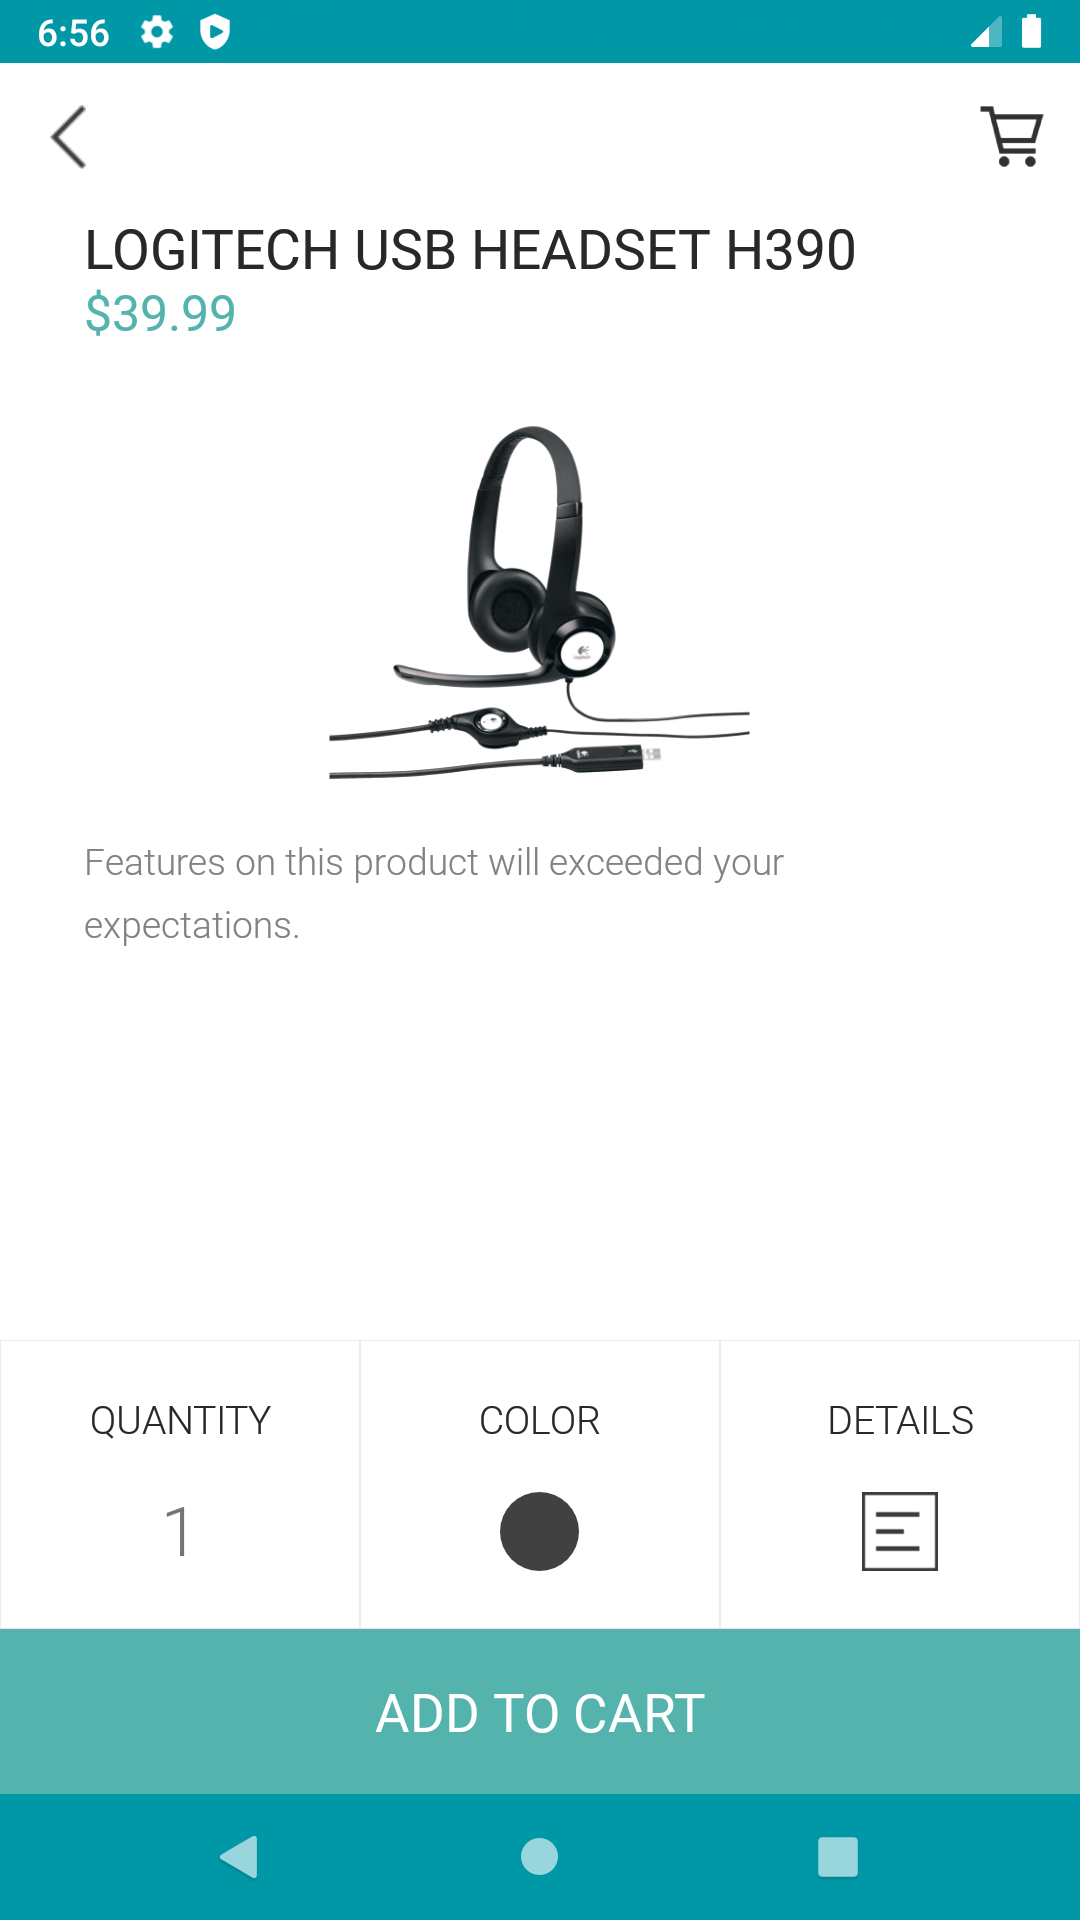 6:56
LOGITECH USB HEADSET H390
$39.99
Features on this product will exceeded your
expectations.
QUANTITY
COLOR
DETAILS
1
ADD TO CART